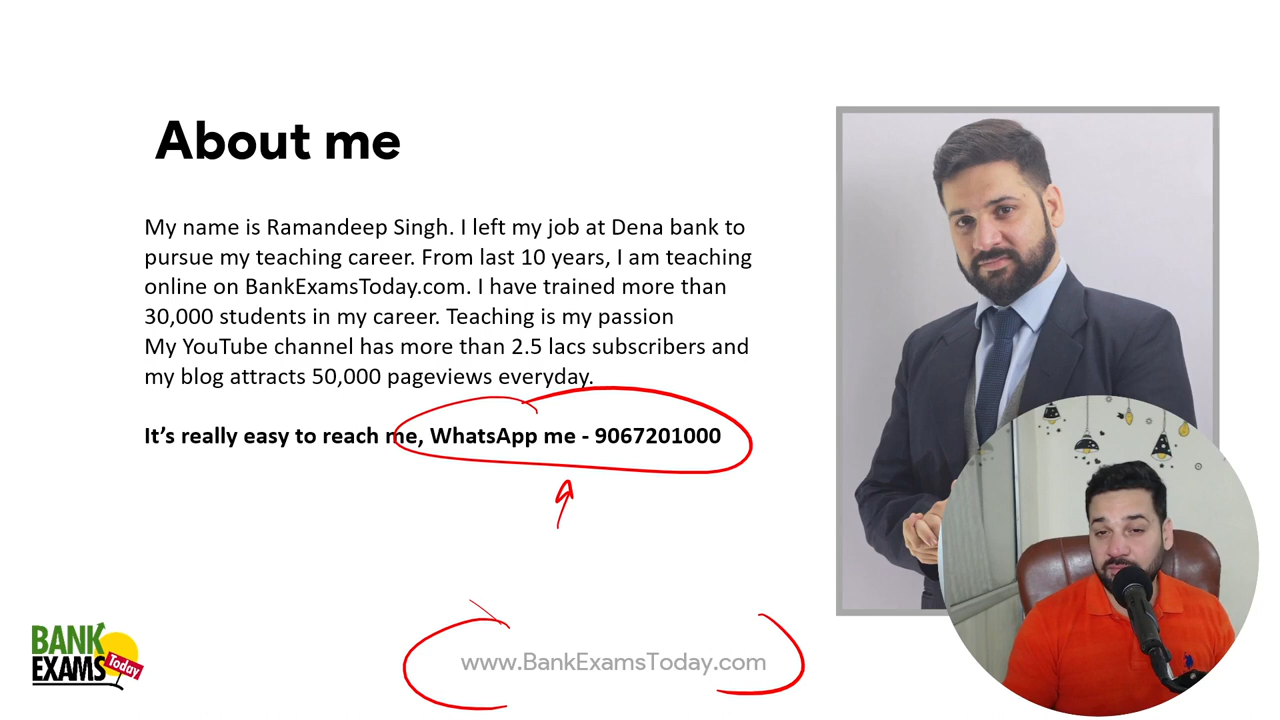 About me
My name is Ramandeep Singh. I left my job at Dena bank to
pursue my teaching career. From last 10 years, I am teaching
online on BankExamsToday.com. I have trained more than
30,000 students in my career. Teaching is my passion
My YouTube channel has more than 2.5 lacs subscribers and
my blog attracts 50,000 pageviews everyday.
It’s really easy to reach me, WhatsApp me - 9067201000
BANK
EXAMS Today
www.BankExamsToday.com